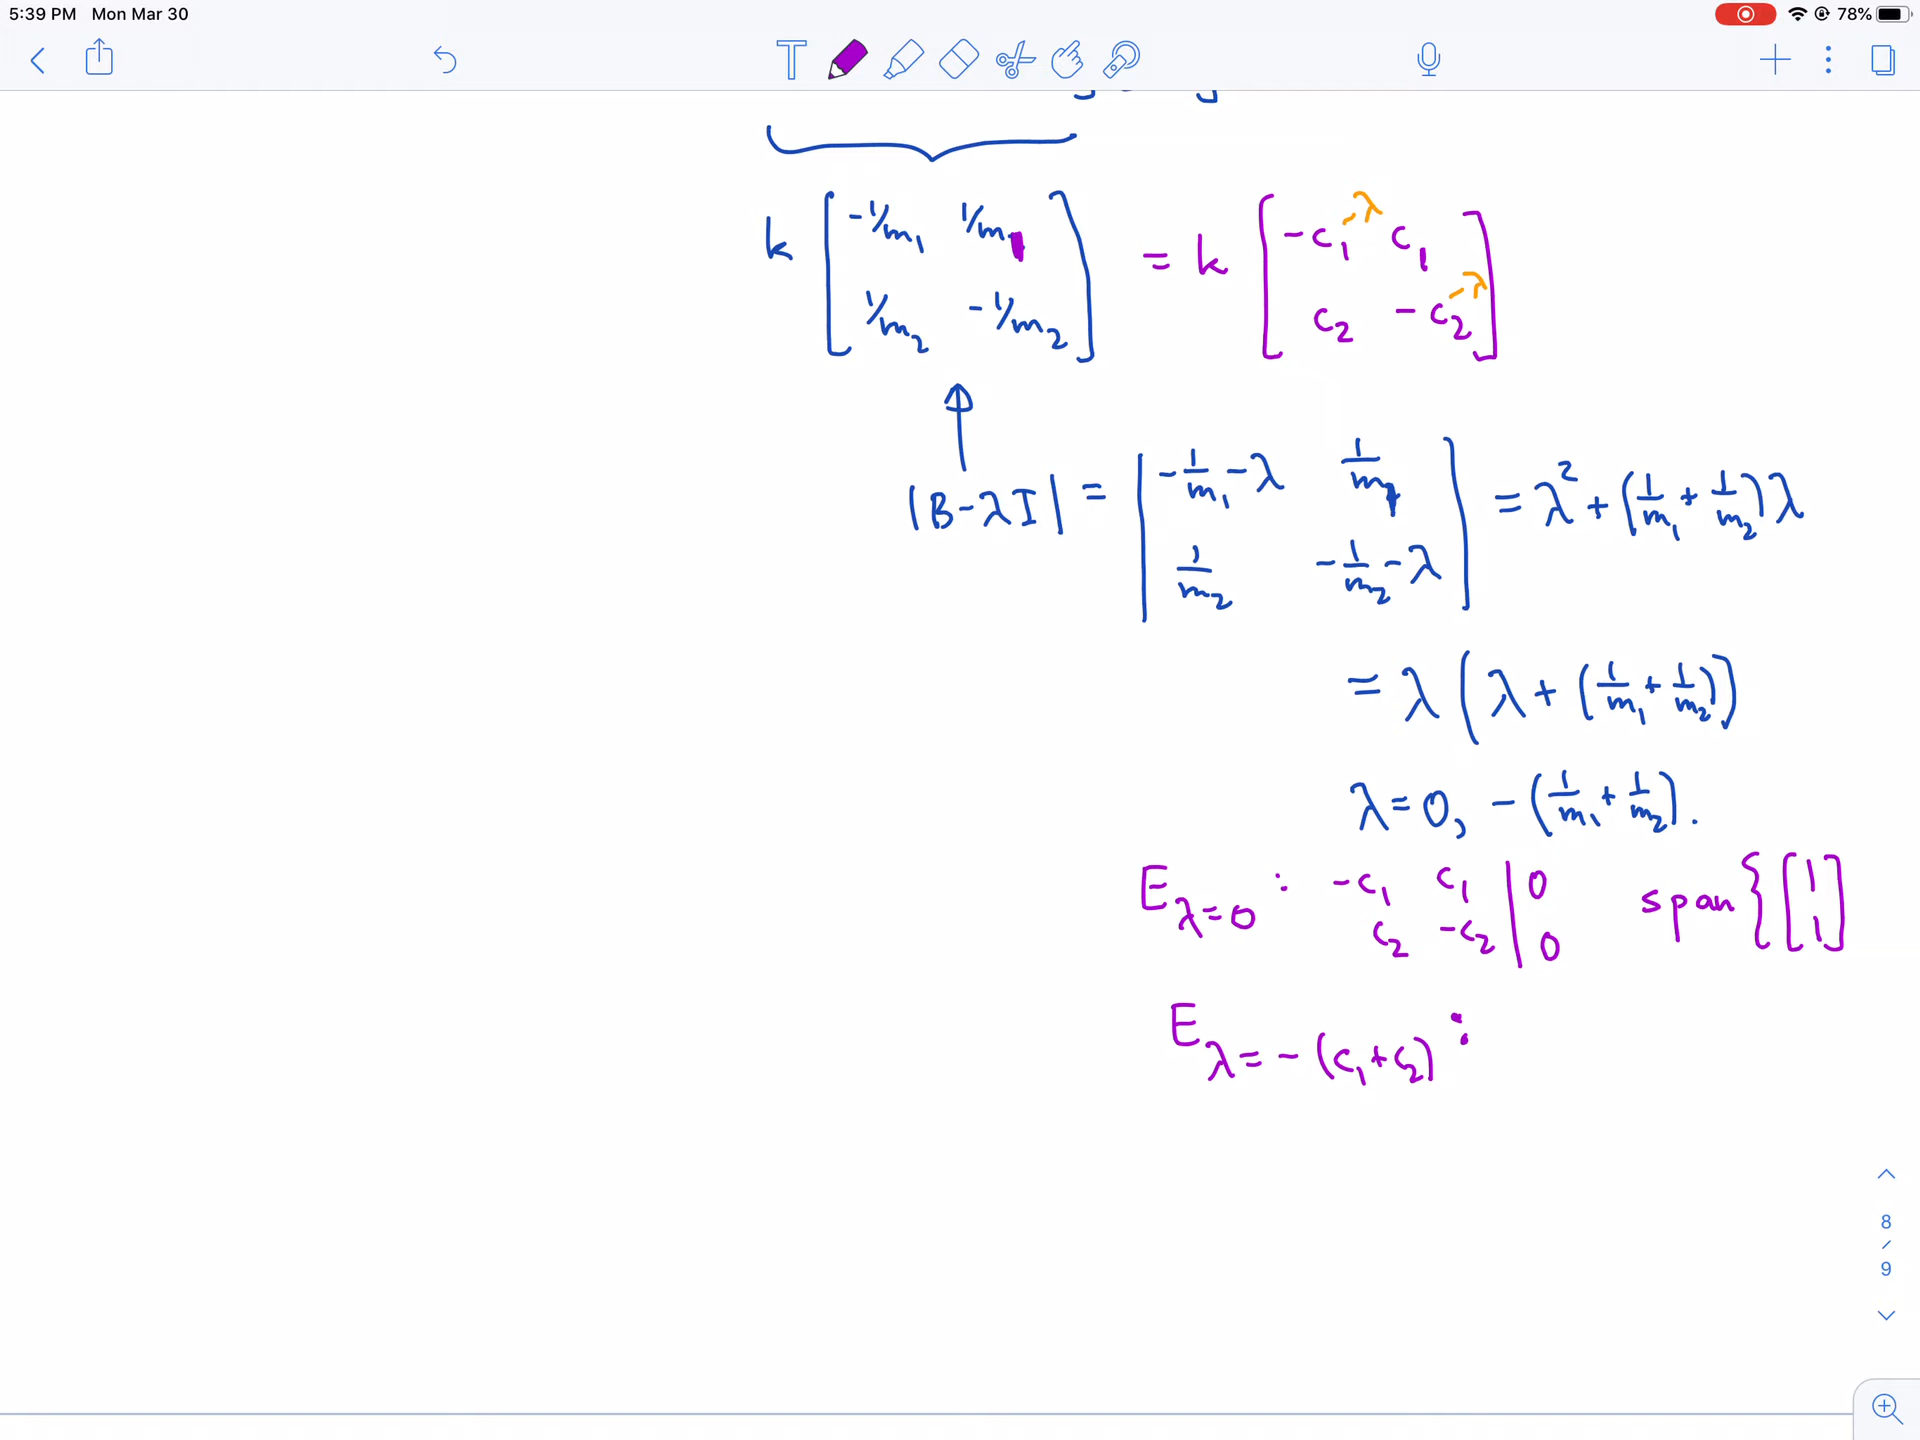 5:39 PM Mon Mar 30
78%
T
k [ -1/m₁ 1/m₁ ; 1/m₂ -1/m₂ ] = k [ -c₁-λ c₁ ; c₂ -c₂-λ ]
|B-λI| = | -1/m₁-λ 1/m₁ ; 1/m₂ -1/m₂-λ | = λ² + (1/m₁ + 1/m₂)λ
= λ(λ + (1/m₁ + 1/m₂))
λ=0, -(1/m₁ + 1/m₂).
E λ=0 : -c₁ c₁ | 0 span{[1
c₂ -c₂ | 0 1]
E λ=-(c₁+c₂) :
8
/
9